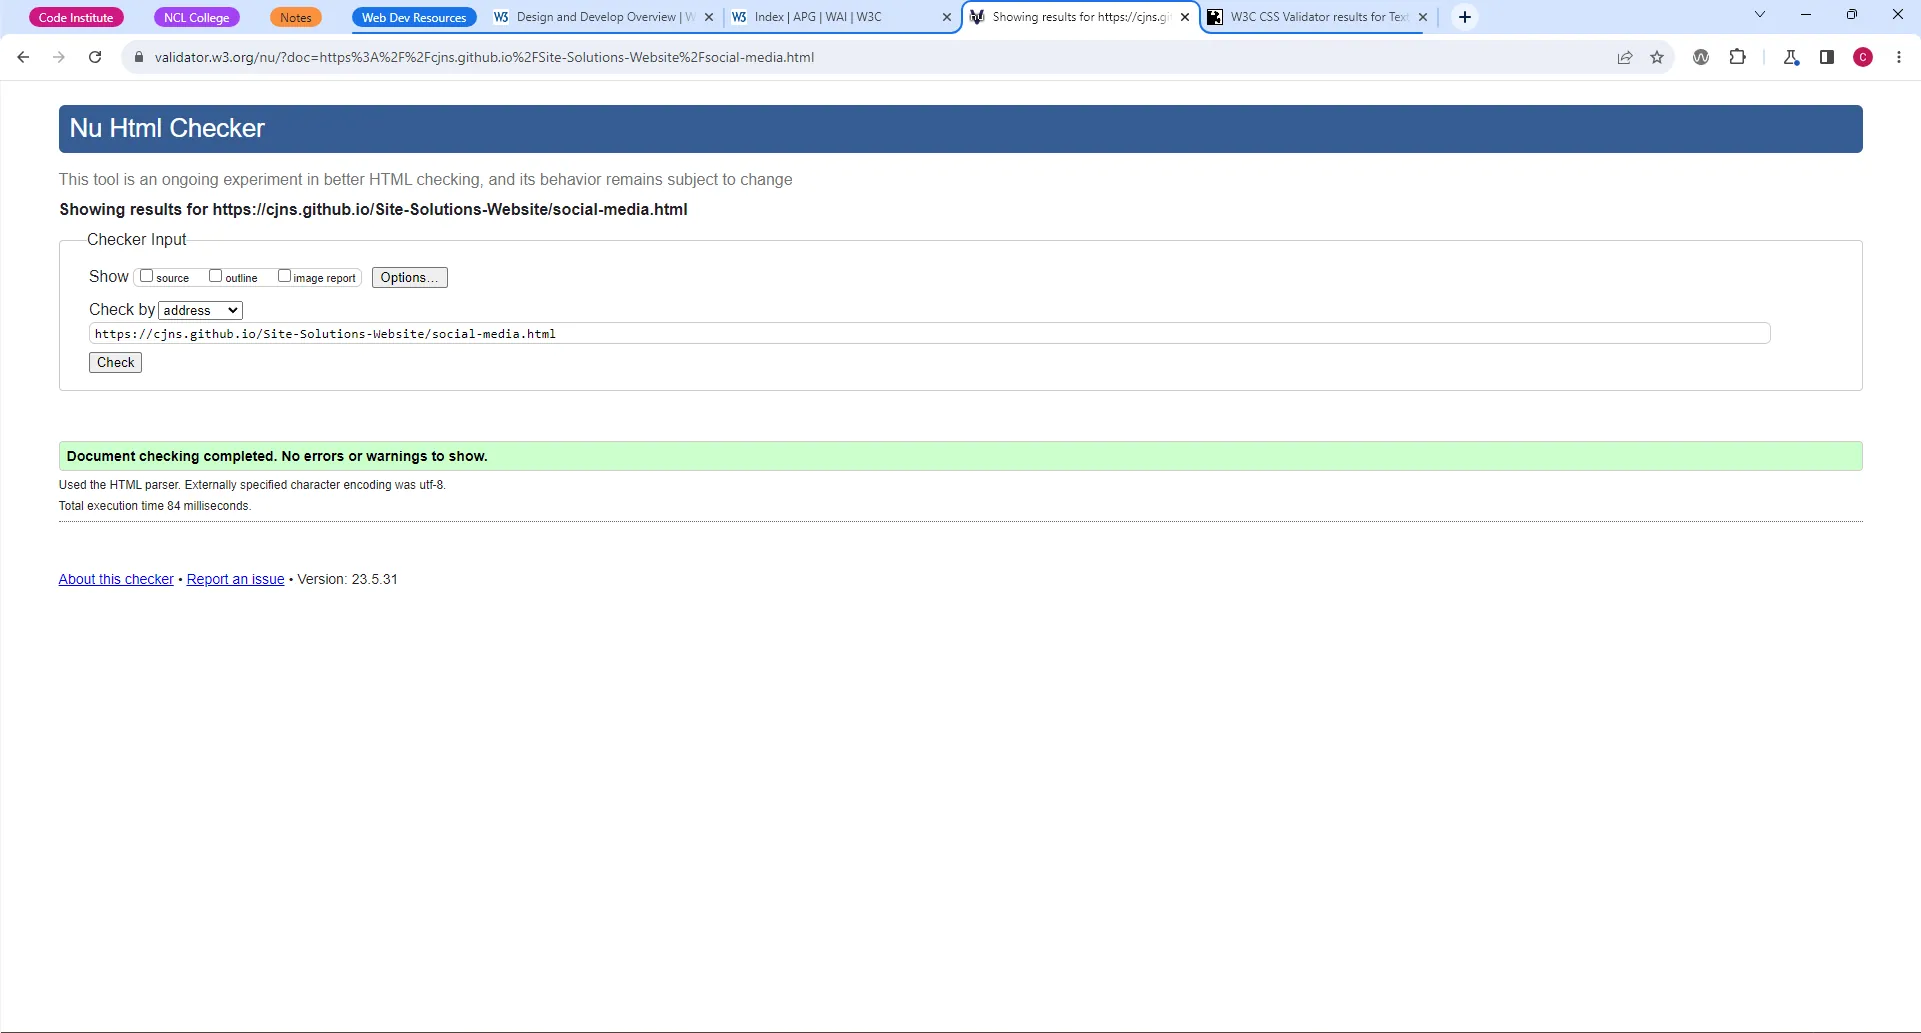 Code Institute
NCL College
Notes
Web Dev Resources
Design and Develop Overview | W
Index | APG | WAI | W3C
Showing results for https://cjns.gi
W3C CSS Validator results for Text
validator.w3.org/nu/?doc=https%3A%2F%2Fcjns.github.io%2FSite-Solutions-Website%2Fsocial-media.html
C
Nu Html Checker
This tool is an ongoing experiment in better HTML checking, and its behavior remains subject to change
Showing results for https://cjns.github.io/Site-Solutions-Website/social-media.html
Checker Input
Show source outline image report Options...
Check by address
https://cjns.github.io/Site-Solutions-Website/social-media.html
Check
Document checking completed. No errors or warnings to show.
Used the HTML parser. Externally specified character encoding was utf-8.
Total execution time 84 milliseconds.
About this checker • Report an issue • Version: 23.5.31